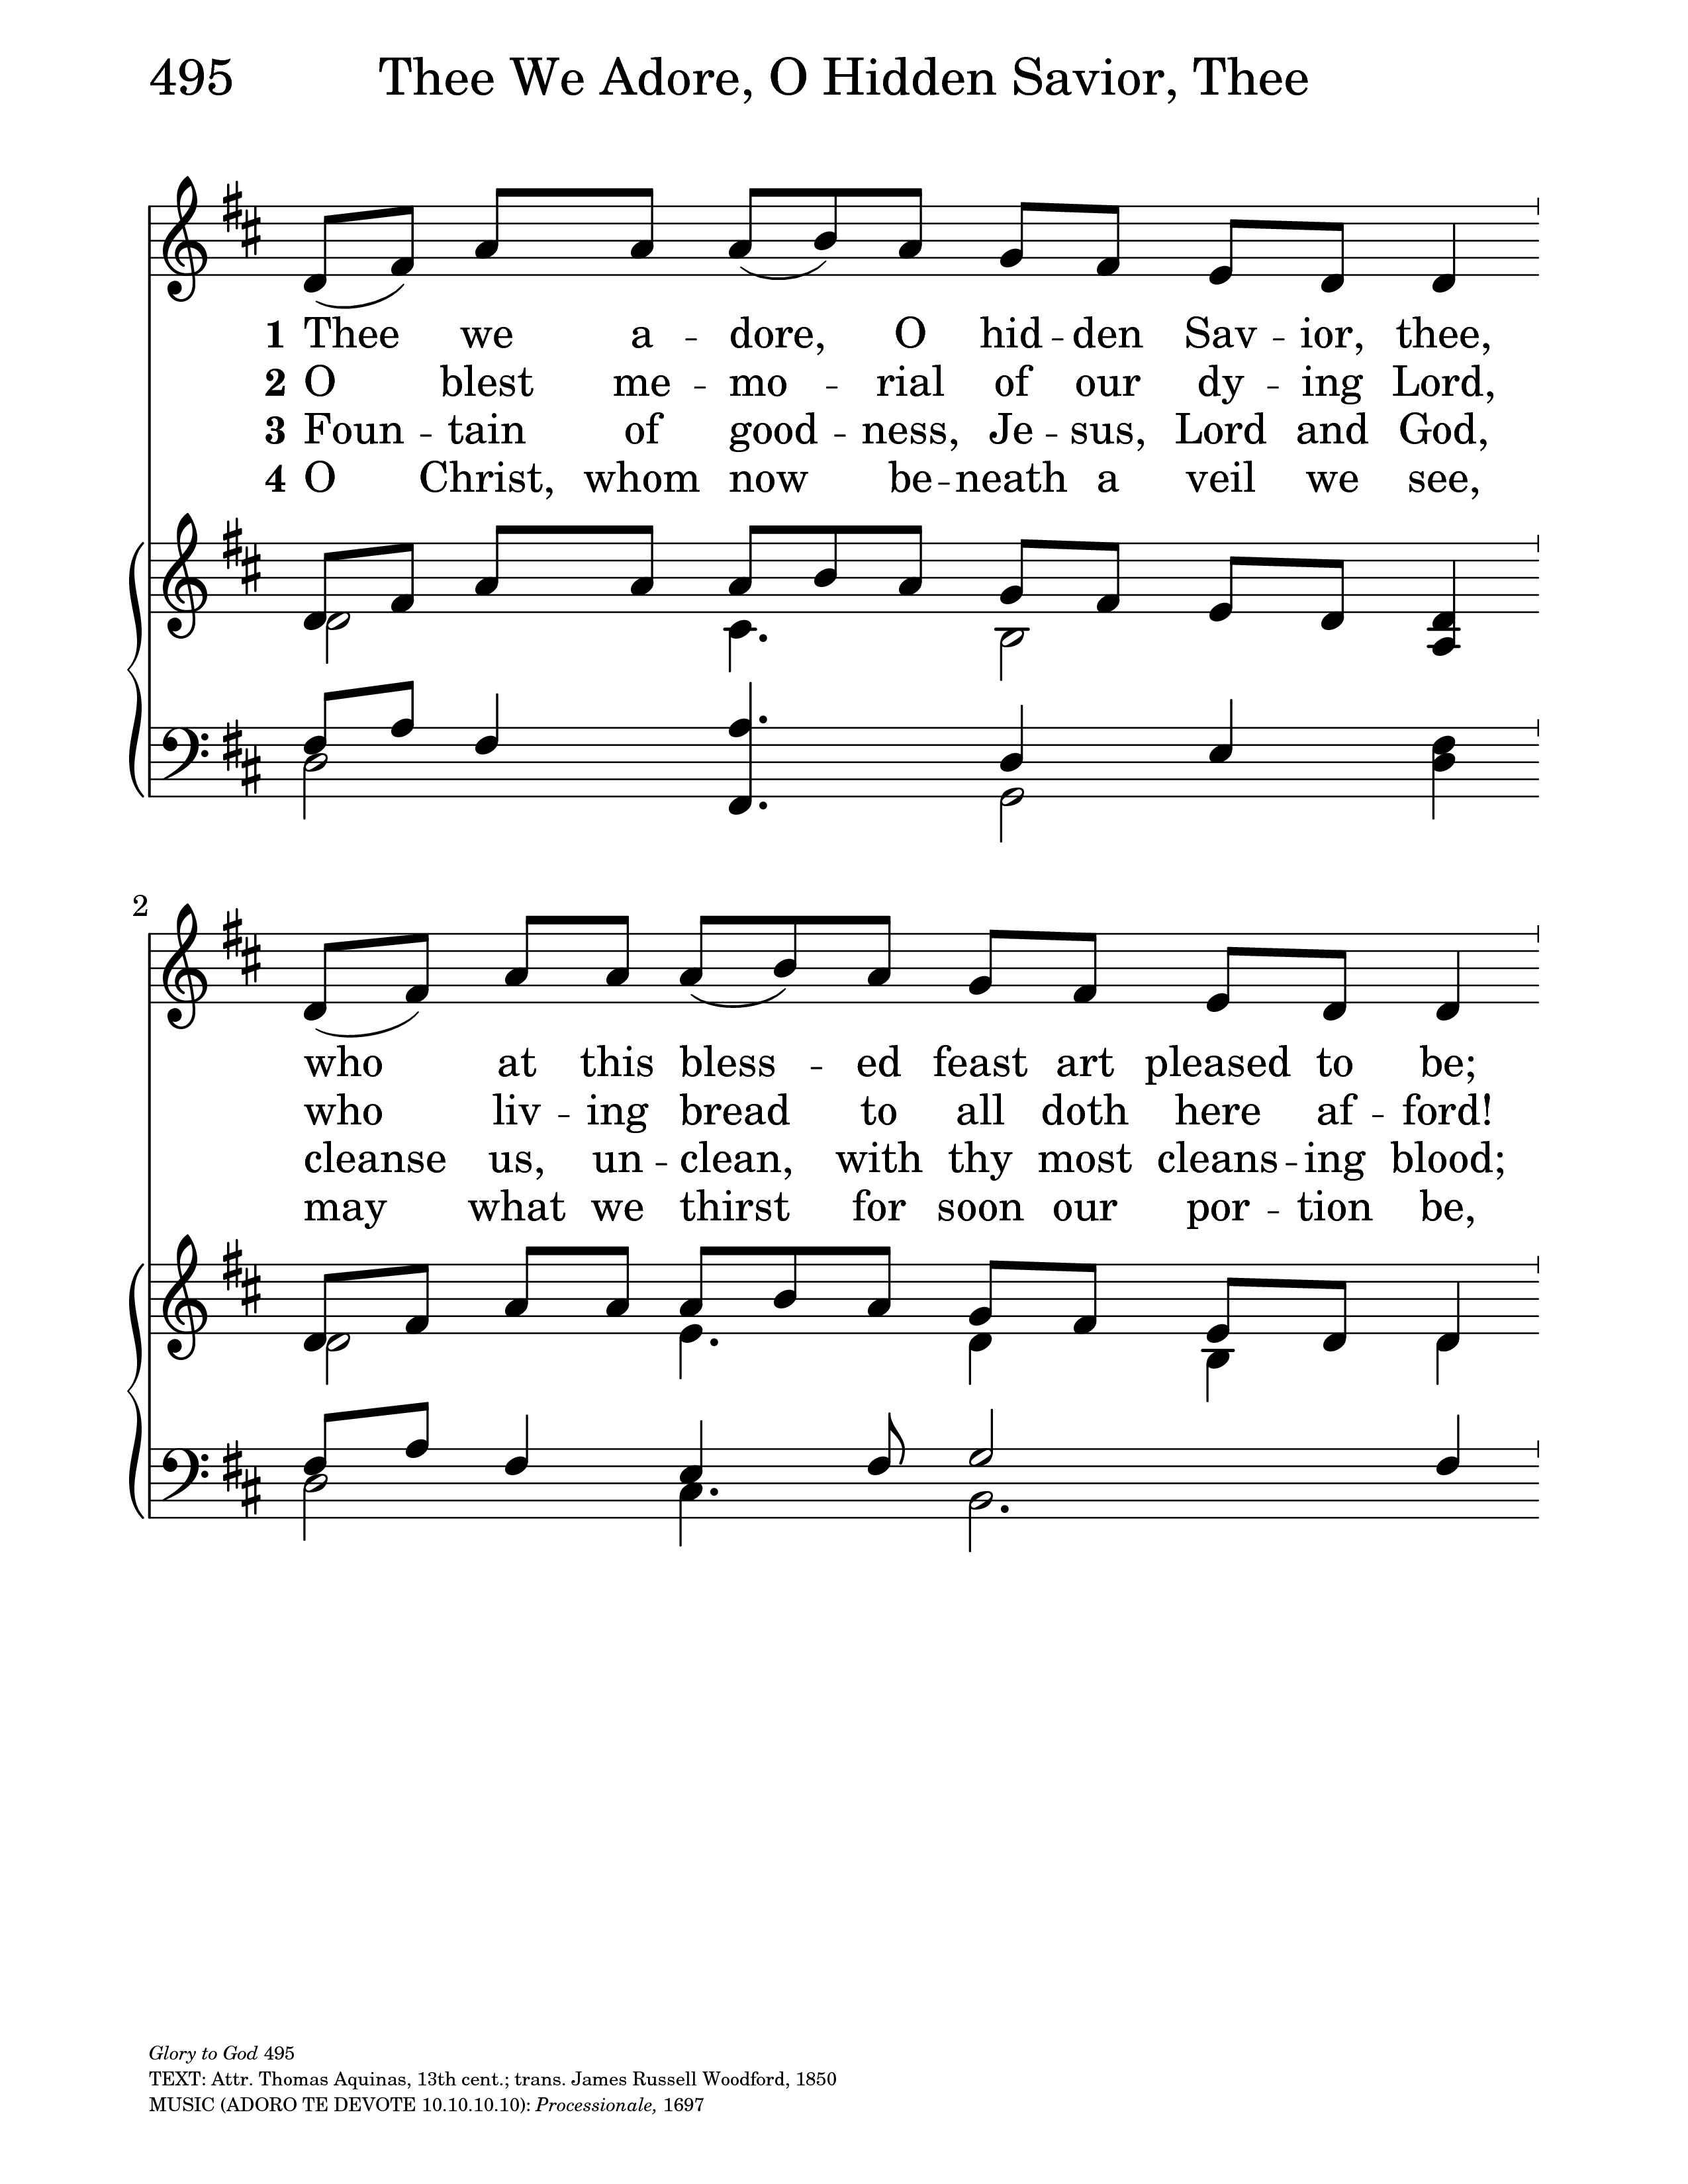 495 Thee We Adore, O Hidden Savior, Thee
1 Thee we a - dore, O hid - den Sav - ior, thee,
2 O blest me - mo - rial of our dy - ing Lord,
3 Foun - tain of good - ness, Je - sus, Lord and God,
4 O Christ, whom now be - neath a veil we see,
2
who at this bless - ed feast art pleased to be;
who liv - ing bread to all doth here af - ford!
cleanse us, un - clean, with thy most cleans - ing blood;
may what we thirst for soon our por - tion be,
Glory to God 495
TEXT: Attr. Thomas Aquinas, 13th cent.; trans. James Russell Woodford, 1850
MUSIC (ADORO TE DEVOTE 10.10.10.10): Processionale, 1697